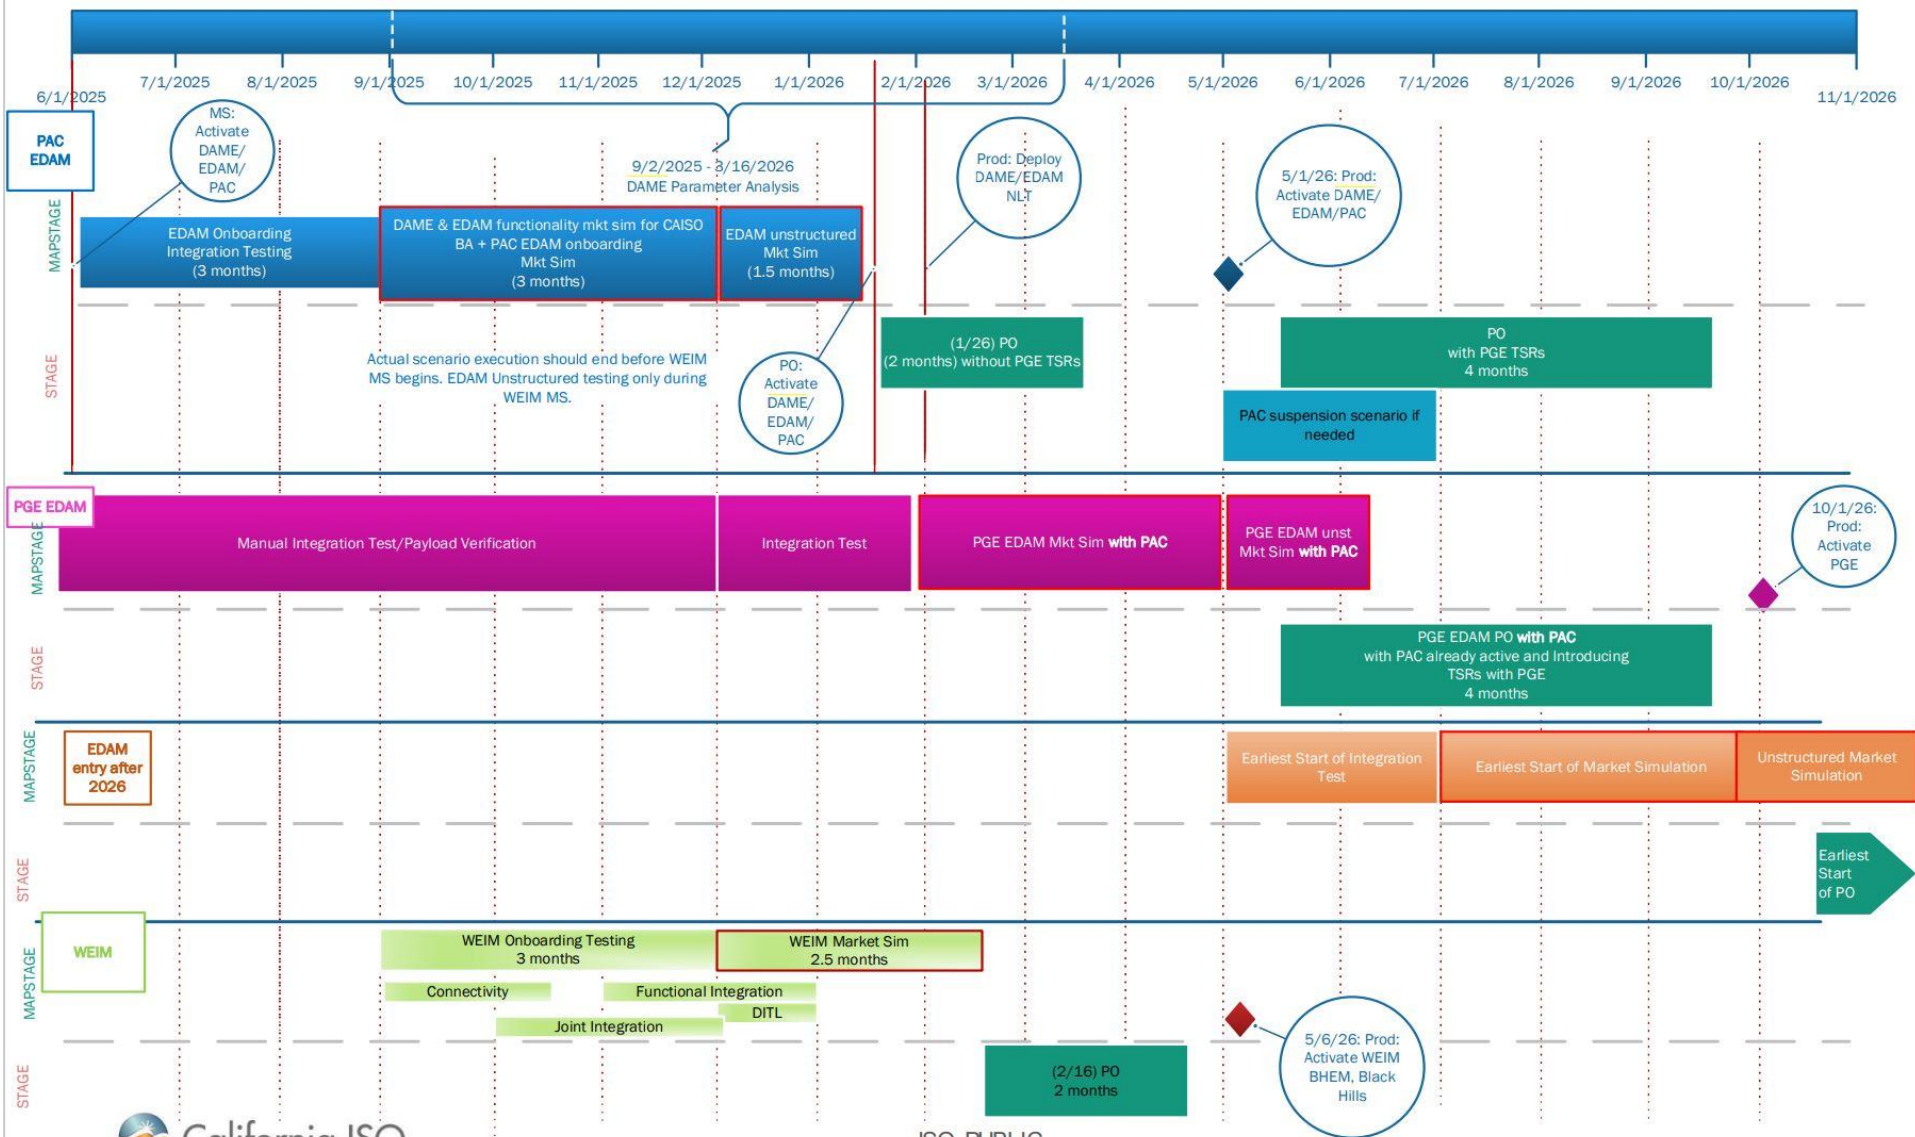 6/1/2025
7/1/2025
8/1/2025
9/1/2025
10/1/2025
11/1/2025
12/1/2025
1/1/2026
2/1/2026
3/1/2026
4/1/2026
5/1/2026
6/1/2026
7/1/2026
8/1/2026
9/1/2026
10/1/2026
11/1/2026
PAC
EDAM
MAPSTAGE
STAGE
MS:
Activate
DAME/
EDAM/
PAC
9/2/2025 - 3/16/2026
DAME Parameter Analysis
Prod: Deploy
DAME/EDAM
NLT
5/1/26: Prod:
Activate DAME/
EDAM/PAC
EDAM Onboarding
Integration Testing
(3 months)
DAME & EDAM functionality mkt sim for CAISO
BA + PAC EDAM onboarding
Mkt Sim
(3 months)
EDAM unstructured
Mkt Sim
(1.5 months)
Actual scenario execution should end before WEIM
MS begins. EDAM Unstructured testing only during
WEIM MS.
PO:
Activate
DAME/
EDAM/
PAC
(1/26) PO
(2 months) without PGE TSRs
PO
with PGE TSRs
4 months
PAC suspension scenario if
needed
PGE EDAM
MAPSTAGE
STAGE
Manual Integration Test/Payload Verification
Integration Test
PGE EDAM Mkt Sim with PAC
PGE EDAM unst
Mkt Sim with PAC
10/1/26:
Prod:
Activate
PGE
PGE EDAM PO with PAC
with PAC already active and Introducing
TSRs with PGE
4 months
EDAM
entry after
2026
MAPSTAGE
STAGE
Earliest Start of Integration
Test
Earliest Start of Market Simulation
Unstructured Market
Simulation
Earliest
Start
of PO
WEIM
MAPSTAGE
STAGE
WEIM Onboarding Testing
3 months
WEIM Market Sim
2.5 months
Connectivity
Functional Integration
DITL
Joint Integration
(2/16) PO
2 months
5/6/26: Prod:
Activate WEIM
BHEM, Black
Hills
California ISO
ISO PUBLIC